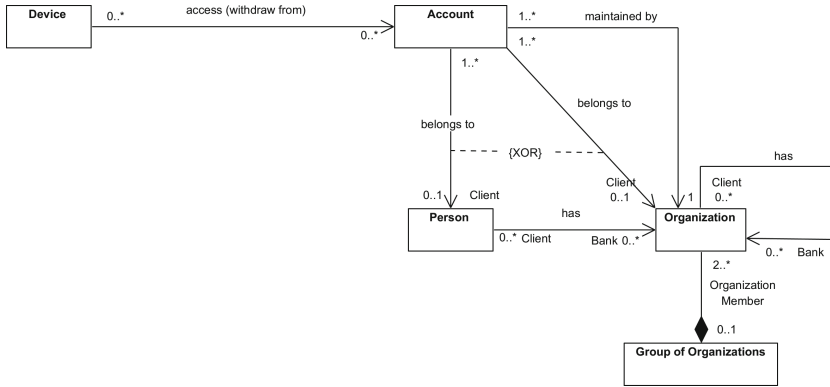 Device
0..*
access (withdraw from)
0..*
Account
1..*
maintained by
1..*
1..*
belongs to
belongs to
{XOR}
has
0..1 Client
Client
0..1
1
Client
0..*
Person
has
Organization
0..* Client
Bank 0..*
0..* Bank
2..*
Organization
Member
0..1
Group of Organizations